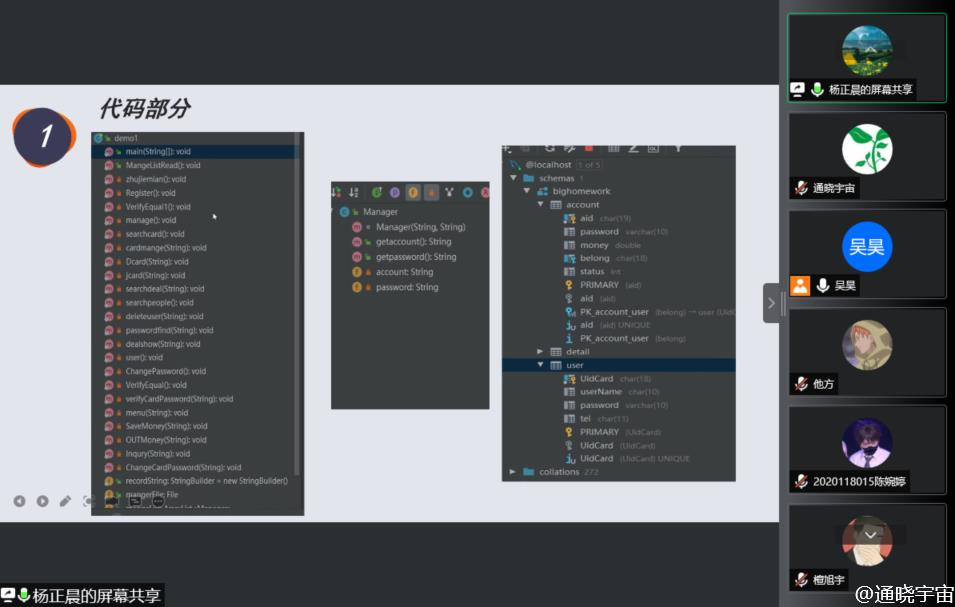 代码部分
1
demo1
main(String[]): void
MangeListRead(): void
zhujiemian(): void
Register(): void
VerifyEqual1(): void
manage(): void
searchcard(): void
cardmange(String): void
Dcard(String): void
Jcard(String): void
searchdeal(String): void
searchpeople(): void
deleteuser(String): void
passwordfind(String): void
dealshow(String): void
user(): void
ChangePassword(): void
VerifyEqual(): void
verifyCardPassword(String): void
menu(String): void
SaveMoney(String): void
OUTMoney(String): void
Inqury(String): void
ChangeCardPassword(String): void
recordString: StringBuilder = new StringBuilder()
mangerFile: File
Manager
Manager(String, String)
getaccount(): String
getpassword(): String
account: String
password: String
@localhost 1 of 5
schemas 1
bighomework
account
aid char(19)
password varchar(10)
money double
belong char(18)
status int
PRIMARY (aid)
aid (aid)
PK_account_user (belong) → user (UidC
aid (aid) UNIQUE
PK_account_user (belong)
detail
user
UidCard char(18)
userName char(10)
password varchar(10)
tel char(11)
PRIMARY (UidCard)
UidCard (UidCard)
UidCard (UidCard) UNIQUE
collations 272
杨正晨的屏幕共享
通晓宇宙
吴昊
吴昊
他方
2020118015陈婉婷
檀旭宇
杨正晨的屏幕共享
@通晓宇宙